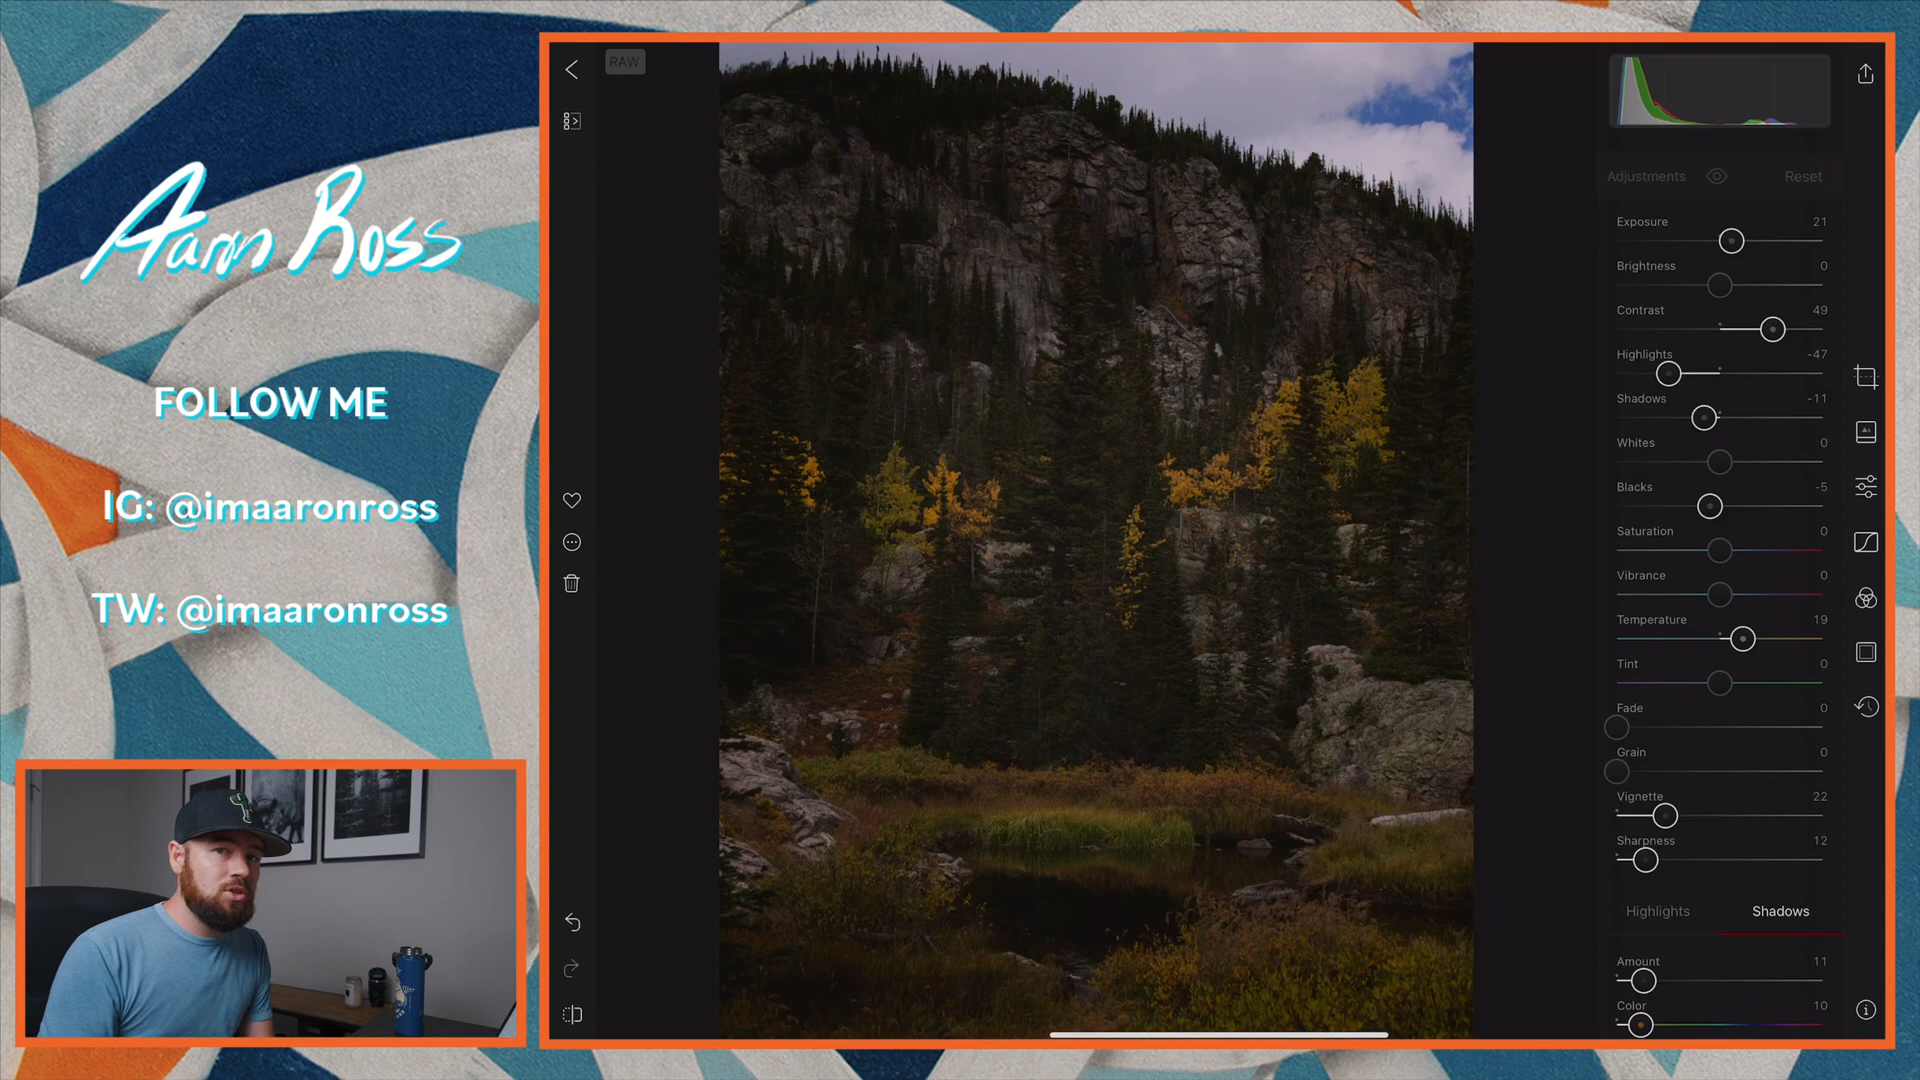 Aaron Ross
FOLLOW ME
IG: @imaaronross
TW: @imaaronross
RAW
Adjustments
Reset
Exposure 21
Brightness 0
Contrast 49
Highlights -47
Shadows -11
Whites 0
Blacks -5
Saturation 0
Vibrance 0
Temperature 19
Tint 0
Fade 0
Grain 0
Vignette 22
Sharpness 12
Highlights Shadows
Amount 11
Color 10